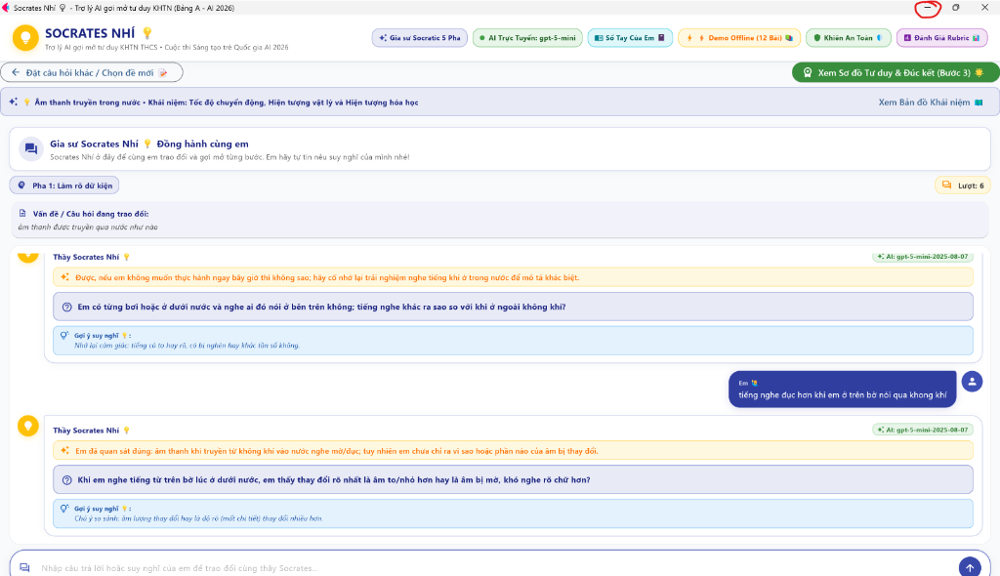 Socrates Nhí 💡 - Trợ lý AI gợi mở tư duy KHTN (Bảng A - AI 2026)
SOCRATES NHÍ 💡
Trợ lý AI gợi mở tư duy KHTN THCS • Cuộc thi Sáng tạo trẻ Quốc gia AI 2026
Gia sư Socratic 5 Pha
AI Trực Tuyến: gpt-5-mini
Sổ Tay Của Em
Demo Offline (12 Bài)
Khiên An Toàn
Đánh Giá Rubric
Đặt câu hỏi khác / Chọn đề mới
Xem Sơ đồ Tư duy & Đúc kết (Bước 3)
Âm thanh truyền trong nước • Khái niệm: Tốc độ chuyển động, Hiện tượng vật lý và Hiện tượng hóa học
Xem Bản đồ Khái niệm
Gia sư Socrates Nhí 💡 Đồng hành cùng em
Socrates Nhí ở đây để cùng em trao đổi và gợi mở từng bước. Em hãy tự tin nêu suy nghĩ của mình nhé!
Pha 1: Làm rõ dữ kiện
Lượt: 6
Vấn đề / Câu hỏi đang trao đổi:
âm thanh được truyền qua nước như nào
Thầy Socrates Nhí 💡
AI: gpt-5-mini-2025-08-07
Được, nếu em không muốn thực hành ngay bây giờ thì không sao; hãy cố nhớ lại trải nghiệm nghe tiếng khi ở trong nước để mô tả khác biệt.
Em có từng bơi hoặc ở dưới nước và nghe ai đó nói ở bên trên không; tiếng nghe khác ra sao so với khi ở ngoài không khí?
Gợi ý suy nghĩ 💡:
Nhớ lại cảm giác: tiếng có to hay rõ, có bị nghẽn hay khác tần số không.
Em
tiếng nghe đục hơn khi em ở trên bờ nói qua khong khí
Thầy Socrates Nhí 💡
AI: gpt-5-mini-2025-08-07
Em đã quan sát đúng: âm thanh khi truyền từ không khí vào nước nghe mờ/đục; tuy nhiên em chưa chỉ ra vì sao hoặc phần nào của âm bị thay đổi.
Khi em nghe tiếng từ trên bờ lúc ở dưới nước, em thấy thay đổi rõ nhất là âm to/nhỏ hơn hay là âm bị mờ, khó nghe rõ chữ hơn?
Gợi ý suy nghĩ 💡:
Chú ý so sánh: âm lượng thay đổi hay là độ rõ (mất chi tiết) thay đổi nhiều hơn.
Nhập câu trả lời hoặc suy nghĩ của em để trao đổi cùng thầy Socrates...